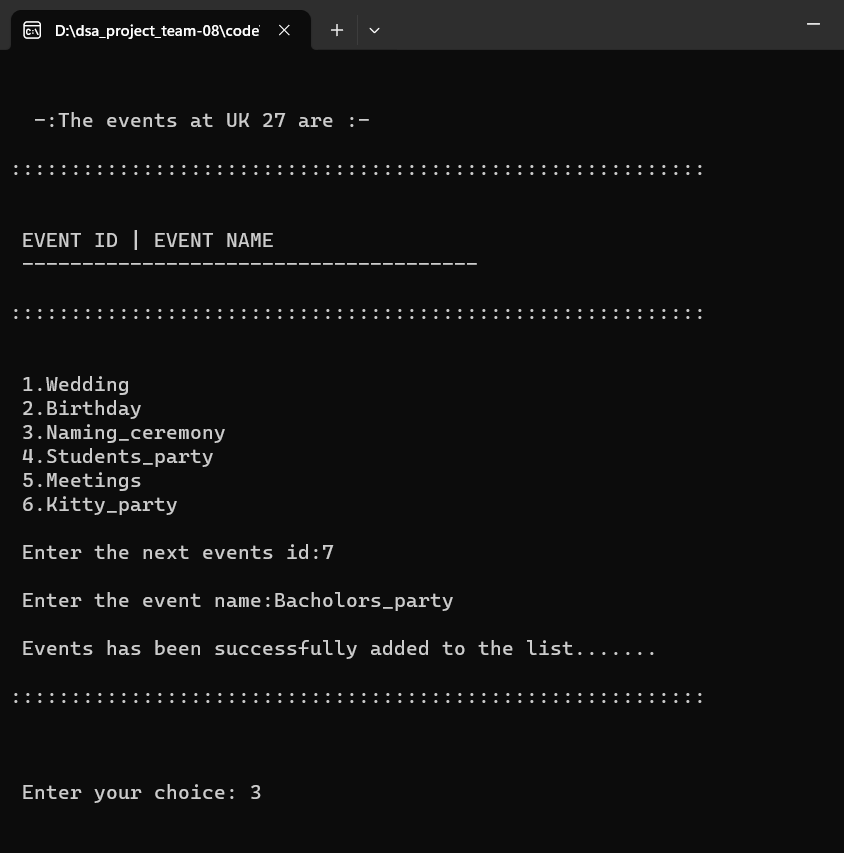 D:\dsa_project_team-08\code\
-:The events at UK 27 are :-
::::::::::::::::::::::::::::::::::::::::::::::::::::::::::
EVENT ID | EVENT NAME
--------------------------------------
::::::::::::::::::::::::::::::::::::::::::::::::::::::::::
1.Wedding
2.Birthday
3.Naming_ceremony
4.Students_party
5.Meetings
6.Kitty_party
Enter the next events id:7
Enter the event name:Bacholors_party
Events has been successfully added to the list.......
::::::::::::::::::::::::::::::::::::::::::::::::::::::::::
Enter your choice: 3